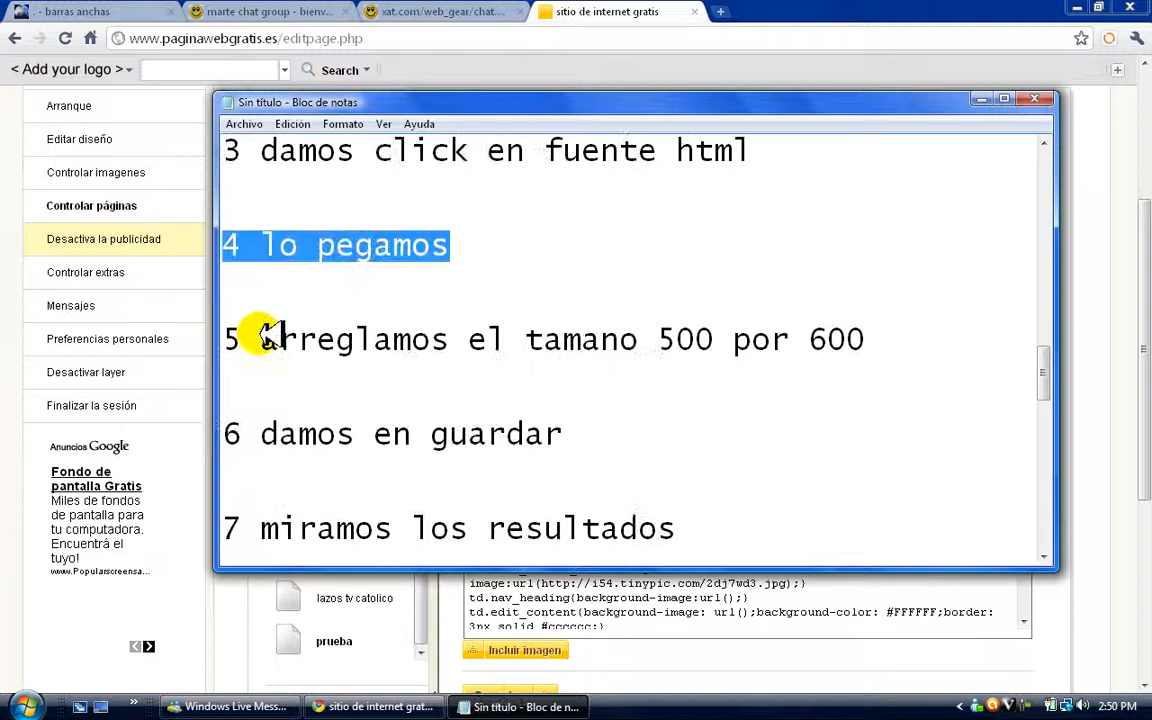 - barras anchas
marte chat group - bienv...
xat.com/web_gear/chat....
sitio de internet gratis
www.paginawebgratis.es/editpage.php
< Add your logo >
Search
Arranque
Editar diseño
Controlar imagenes
Controlar páginas
Desactiva la publicidad
Controlar extras
Mensajes
Preferencias personales
Desactivar layer
Finalizar la sesión
Anuncios Google
Fondo de
pantalla Gratis
Miles de fondos
de pantalla para
tu computadora.
Encuentrá el
tuyo!
www.Popularscreensa...
Sin título - Bloc de notas
Archivo Edición Formato Ver Ayuda
3 damos click en fuente html
4 lo pegamos
5 arreglamos el tamano 500 por 600
6 damos en guardar
7 miramos los resultados
lazos tv catolico
prueba
image:url(http://i54.tinypic.com/2dj7wd3.jpg);}
td.nav_heading{background-image:url();}
td.edit_content{background-image: url();background-color: #FFFFFF;border:
3px solid #cccccc;}
Incluir imagen
Windows Live Mess...
sitio de internet grat...
Sin título - Bloc de n...
2:50 PM